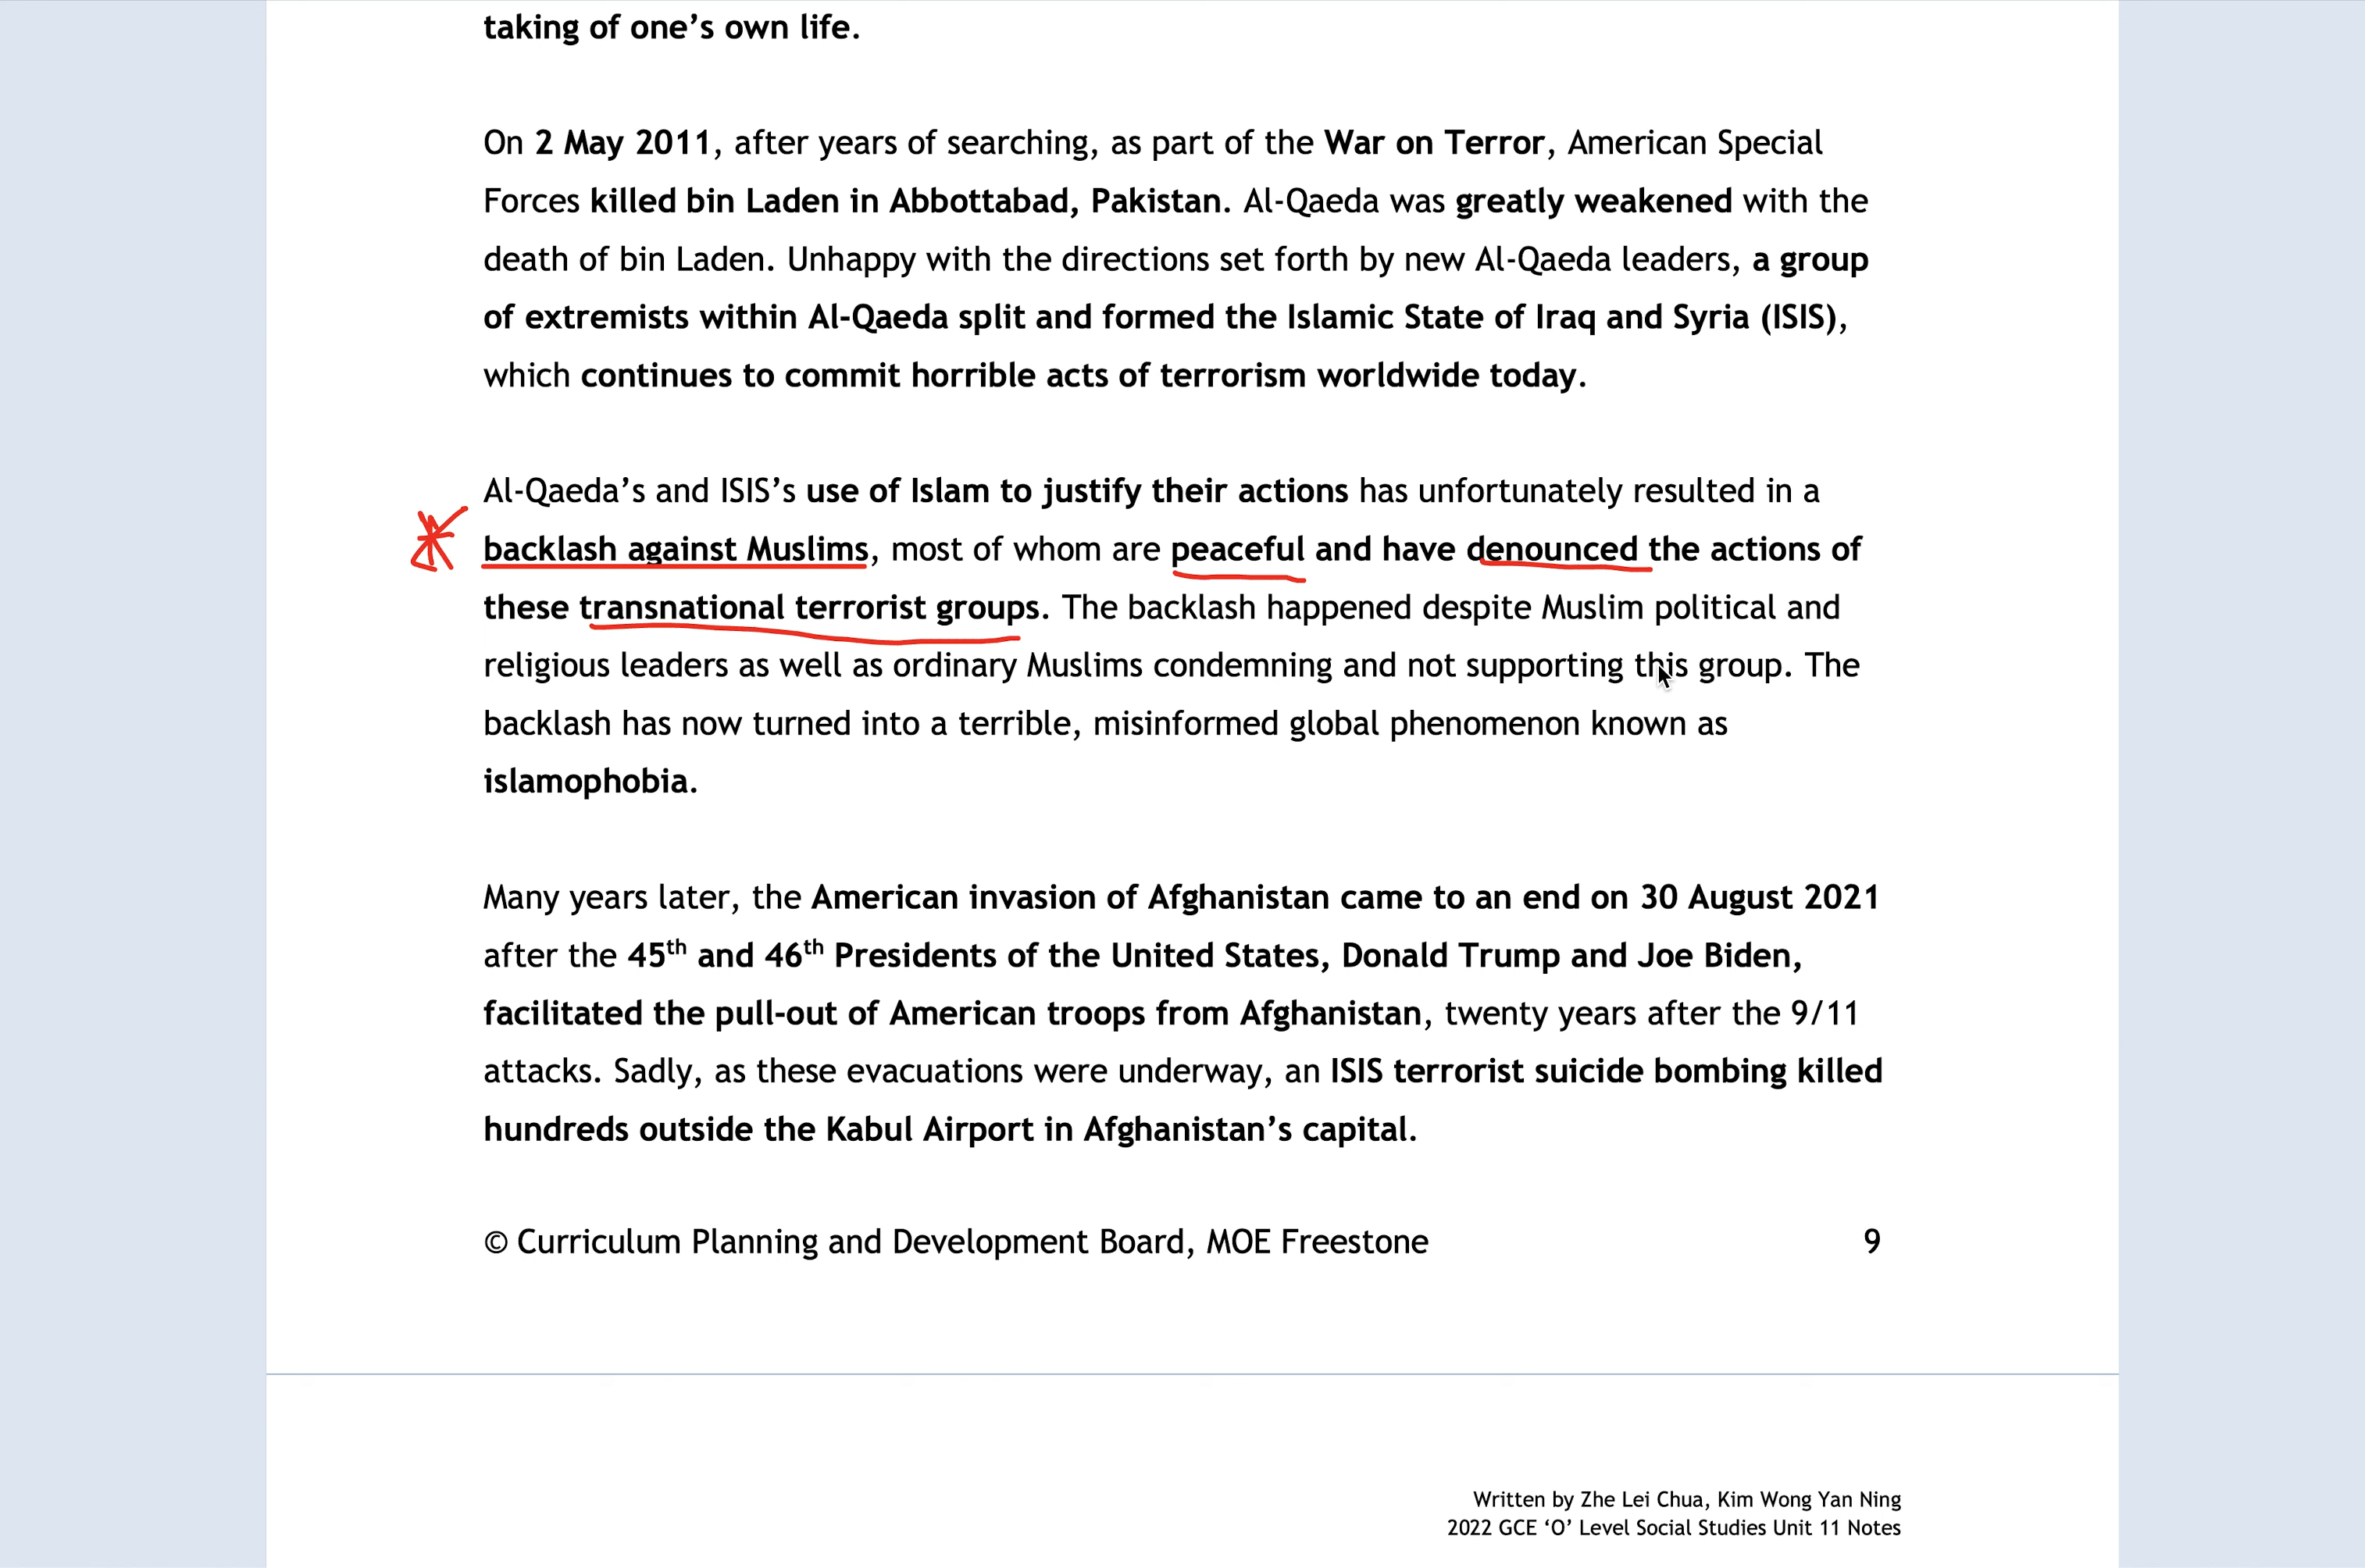 taking of one’s own life.
On 2 May 2011, after years of searching, as part of the War on Terror, American Special
Forces killed bin Laden in Abbottabad, Pakistan. Al-Qaeda was greatly weakened with the
death of bin Laden. Unhappy with the directions set forth by new Al-Qaeda leaders, a group
of extremists within Al-Qaeda split and formed the Islamic State of Iraq and Syria (ISIS),
which continues to commit horrible acts of terrorism worldwide today.
Al-Qaeda’s and ISIS’s use of Islam to justify their actions has unfortunately resulted in a
backlash against Muslims, most of whom are peaceful and have denounced the actions of
these transnational terrorist groups. The backlash happened despite Muslim political and
religious leaders as well as ordinary Muslims condemning and not supporting this group. The
backlash has now turned into a terrible, misinformed global phenomenon known as
islamophobia.
Many years later, the American invasion of Afghanistan came to an end on 30 August 2021
after the 45th and 46th Presidents of the United States, Donald Trump and Joe Biden,
facilitated the pull-out of American troops from Afghanistan, twenty years after the 9/11
attacks. Sadly, as these evacuations were underway, an ISIS terrorist suicide bombing killed
hundreds outside the Kabul Airport in Afghanistan’s capital.
© Curriculum Planning and Development Board, MOE Freestone 9
Written by Zhe Lei Chua, Kim Wong Yan Ning
2022 GCE ‘O’ Level Social Studies Unit 11 Notes